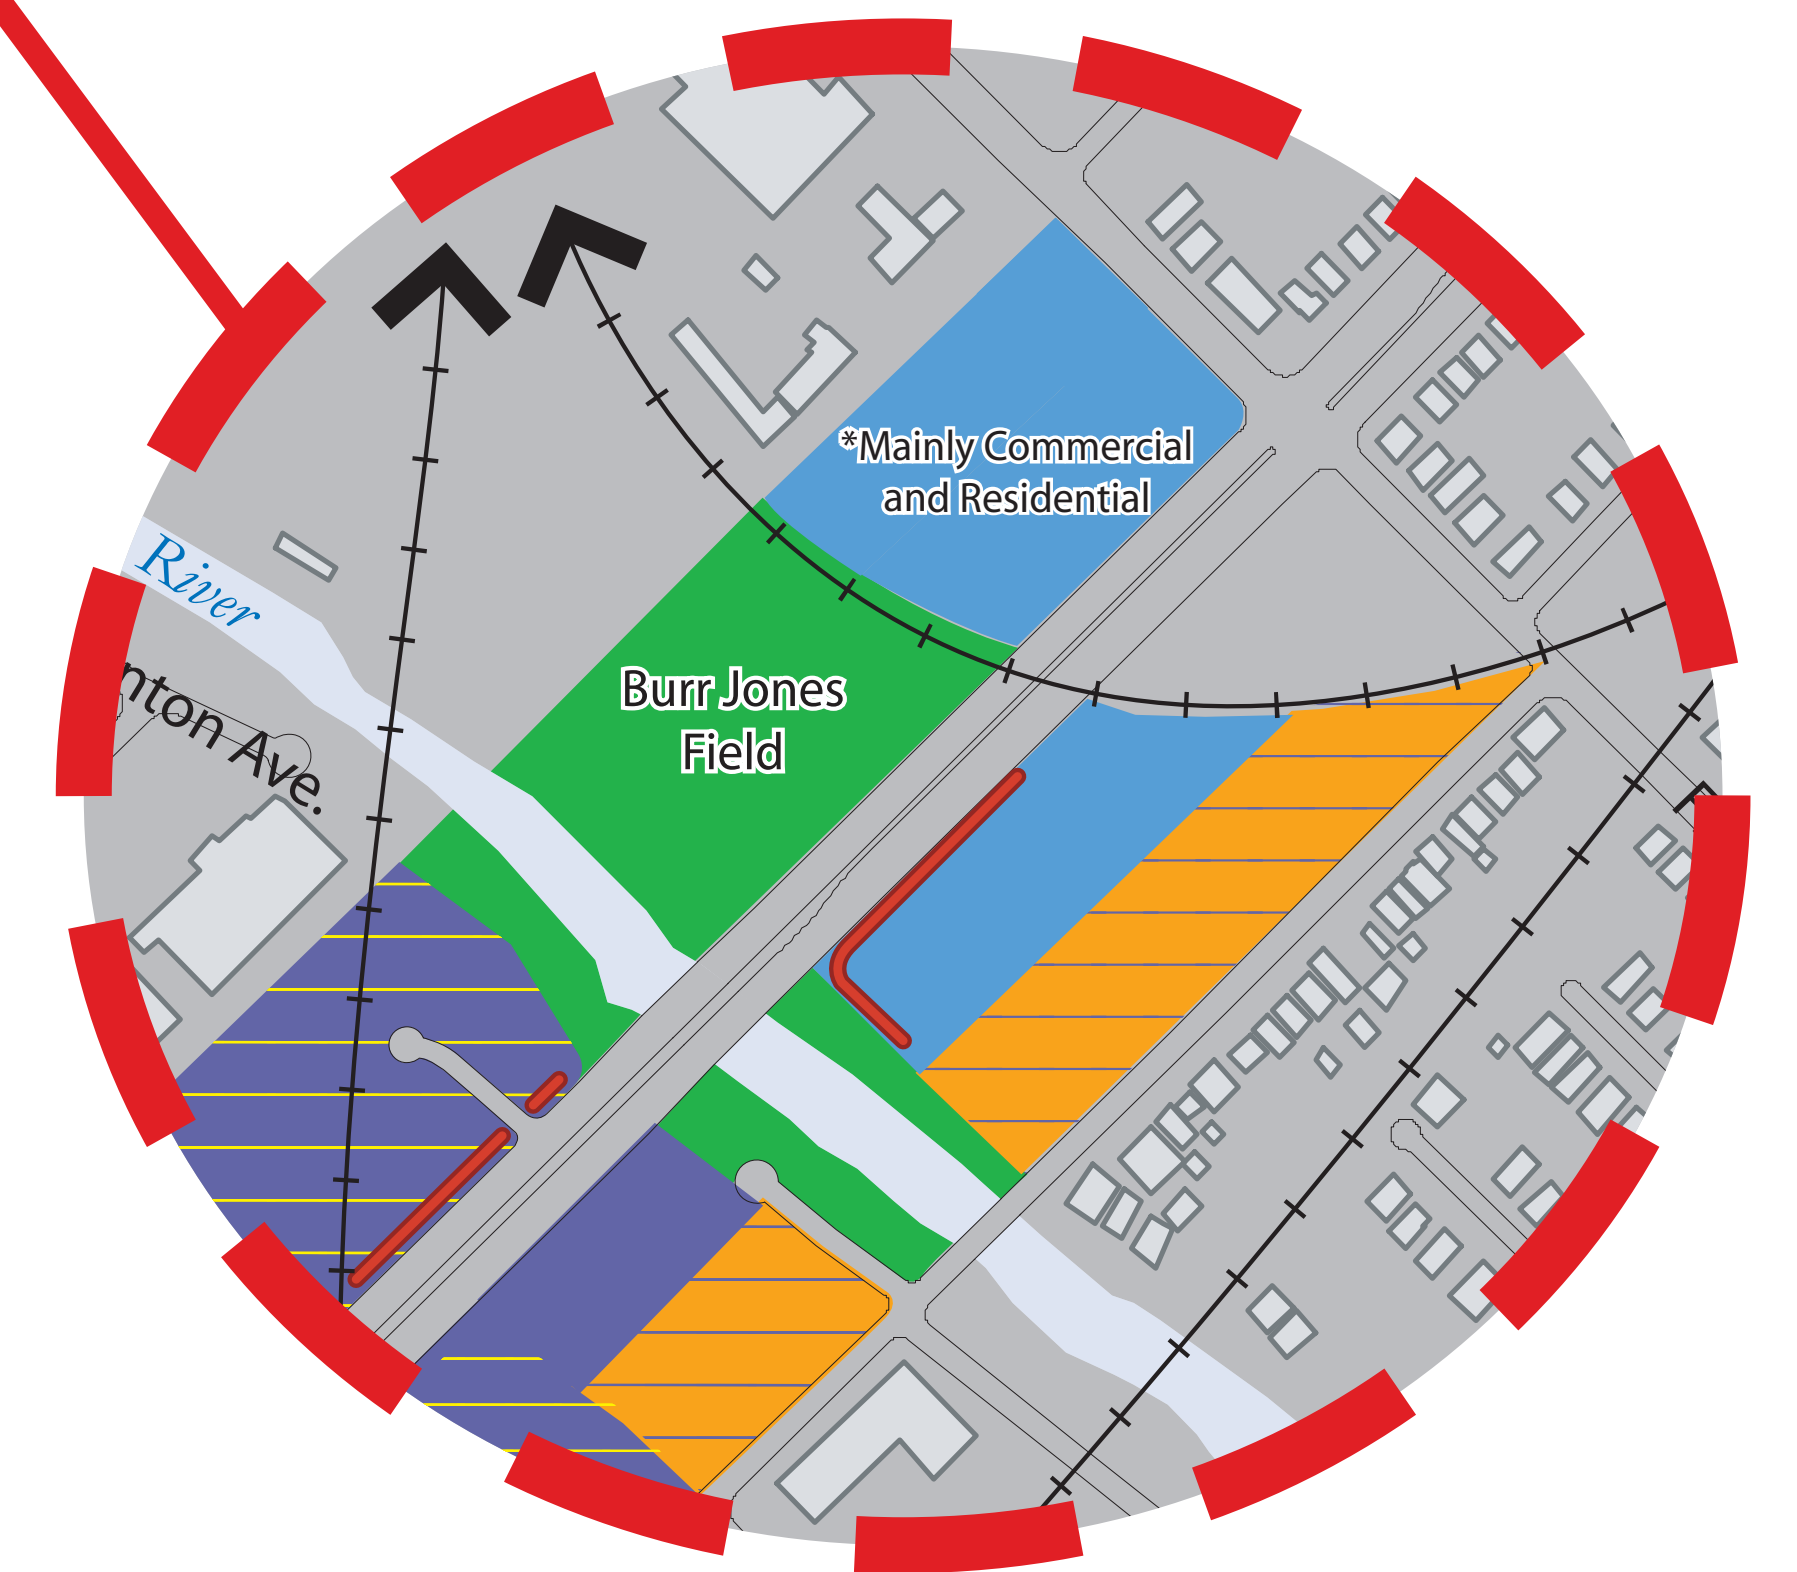 *Mainly Commercial
and Residential
River
Burr Jones
Field
nton Ave.